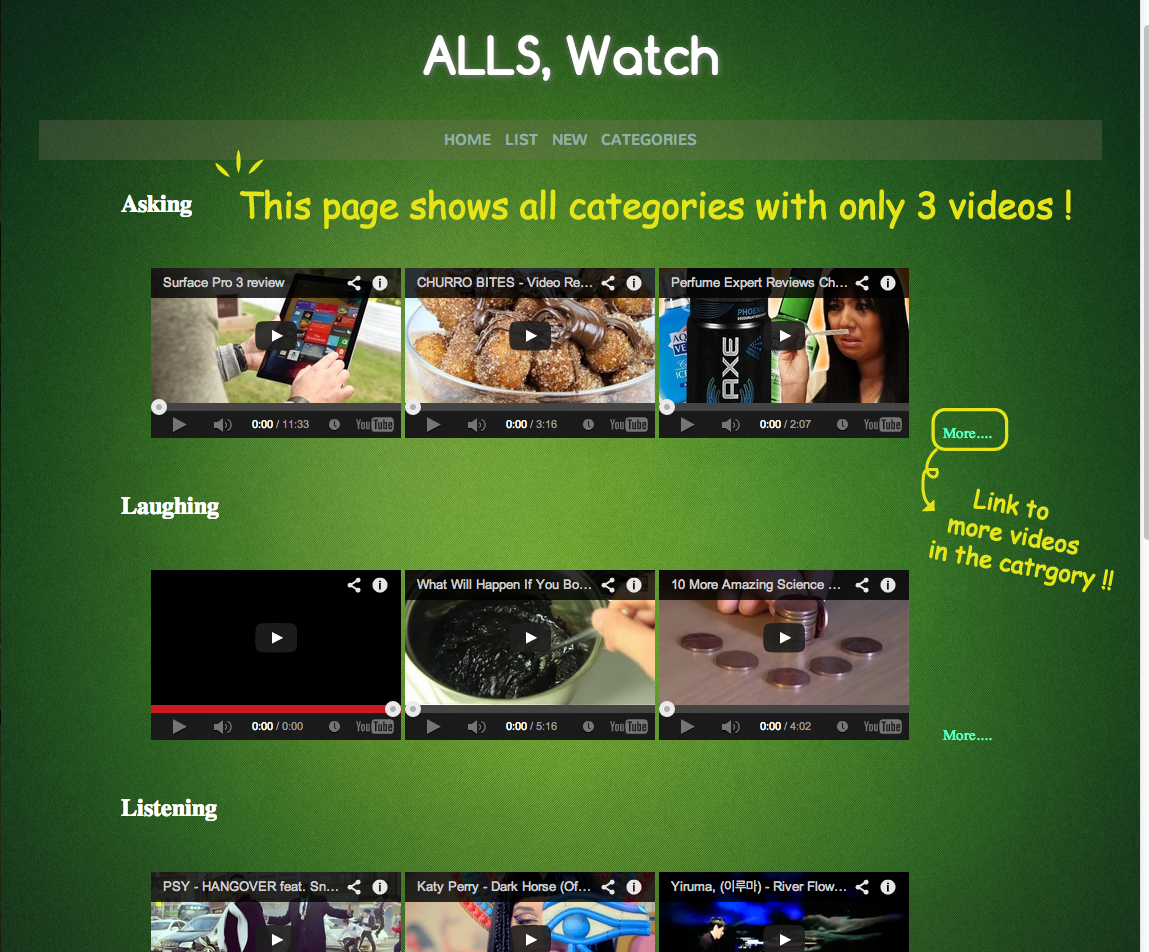 ALLS, Watch
HOME LIST NEW CATEGORIES
Asking
This page shows all categories with only 3 videos !
Surface Pro 3 review
CHURRO BITES - Video Re...
Perfume Expert Reviews Ch...
PHOENIX
AXE
0:00 / 11:33 YouTube
0:00 / 3:16 YouTube
0:00 / 2:07 YouTube
More....
Link to
more videos
in the catrgory !!
Laughing
What Will Happen If You Bo...
10 More Amazing Science ...
0:00 / 0:00 YouTube
0:00 / 5:16 YouTube
0:00 / 4:02 YouTube
More....
Listening
PSY - HANGOVER feat. Sn...
Katy Perry - Dark Horse (Of...
Yiruma, (이루마) - River Flow...